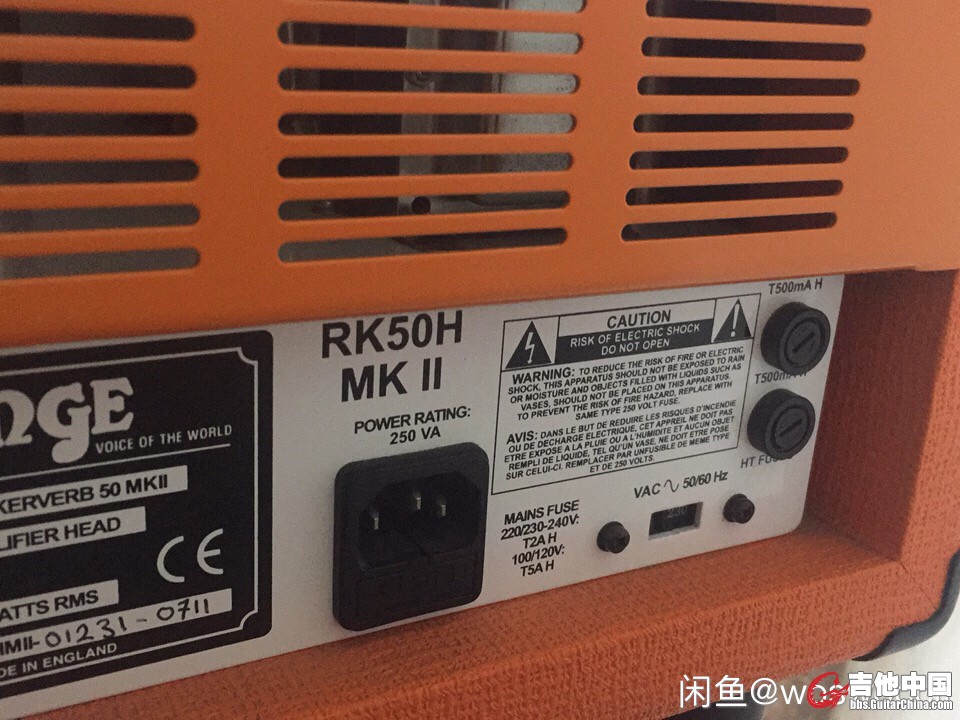 NGE
VOICE OF THE WORLD
KERVERB 50 MKII
LIFIER HEAD
CE
ATTS RMS
MII-01231-0711
DE IN ENGLAND
RK50H
MK II
POWER RATING:
250 VA
CAUTION
RISK OF ELECTRIC SHOCK
DO NOT OPEN
WARNING: TO REDUCE THE RISK OF FIRE OR ELECTRIC
SHOCK, THIS APPARATUS SHOULD NOT BE EXPOSED TO RAIN
OR MOISTURE AND OBJECTS FILLED WITH LIQUIDS SUCH AS
VASES, SHOULD NOT BE PLACED ON THIS APPARATUS.
TO PREVENT THE RISK OF FIRE HAZARD, REPLACE WITH
SAME TYPE 250 VOLT FUSE.
AVIS: DANS LE BUT DE REDUIRE LES RISQUES D'INCENDIE
OU DE DECHARGE ELECTRIQUE, CET APPREIL NE DOIT PAS
ETRE EXPOSE A LA PLUIE OU A L'HUMIDITE ET AUCUN OBJET
REMPLI DE LIQUIDE, TEL QU'UN VASE, NE DOIT ETRE POSE
SUR CELUI-CI. REMPLACER PAR UNFUSIBLE DE MEME TYPE
ET DE 250 VOLTS.
T500mA H
T500mA H
HT FUSE
MAINS FUSE
220/230-240V:
T2A H
100/120V:
T5A H
VAC ∿ 50/60 Hz
230
闲鱼@wos
吉他中国
bbs.GuitarChina.com